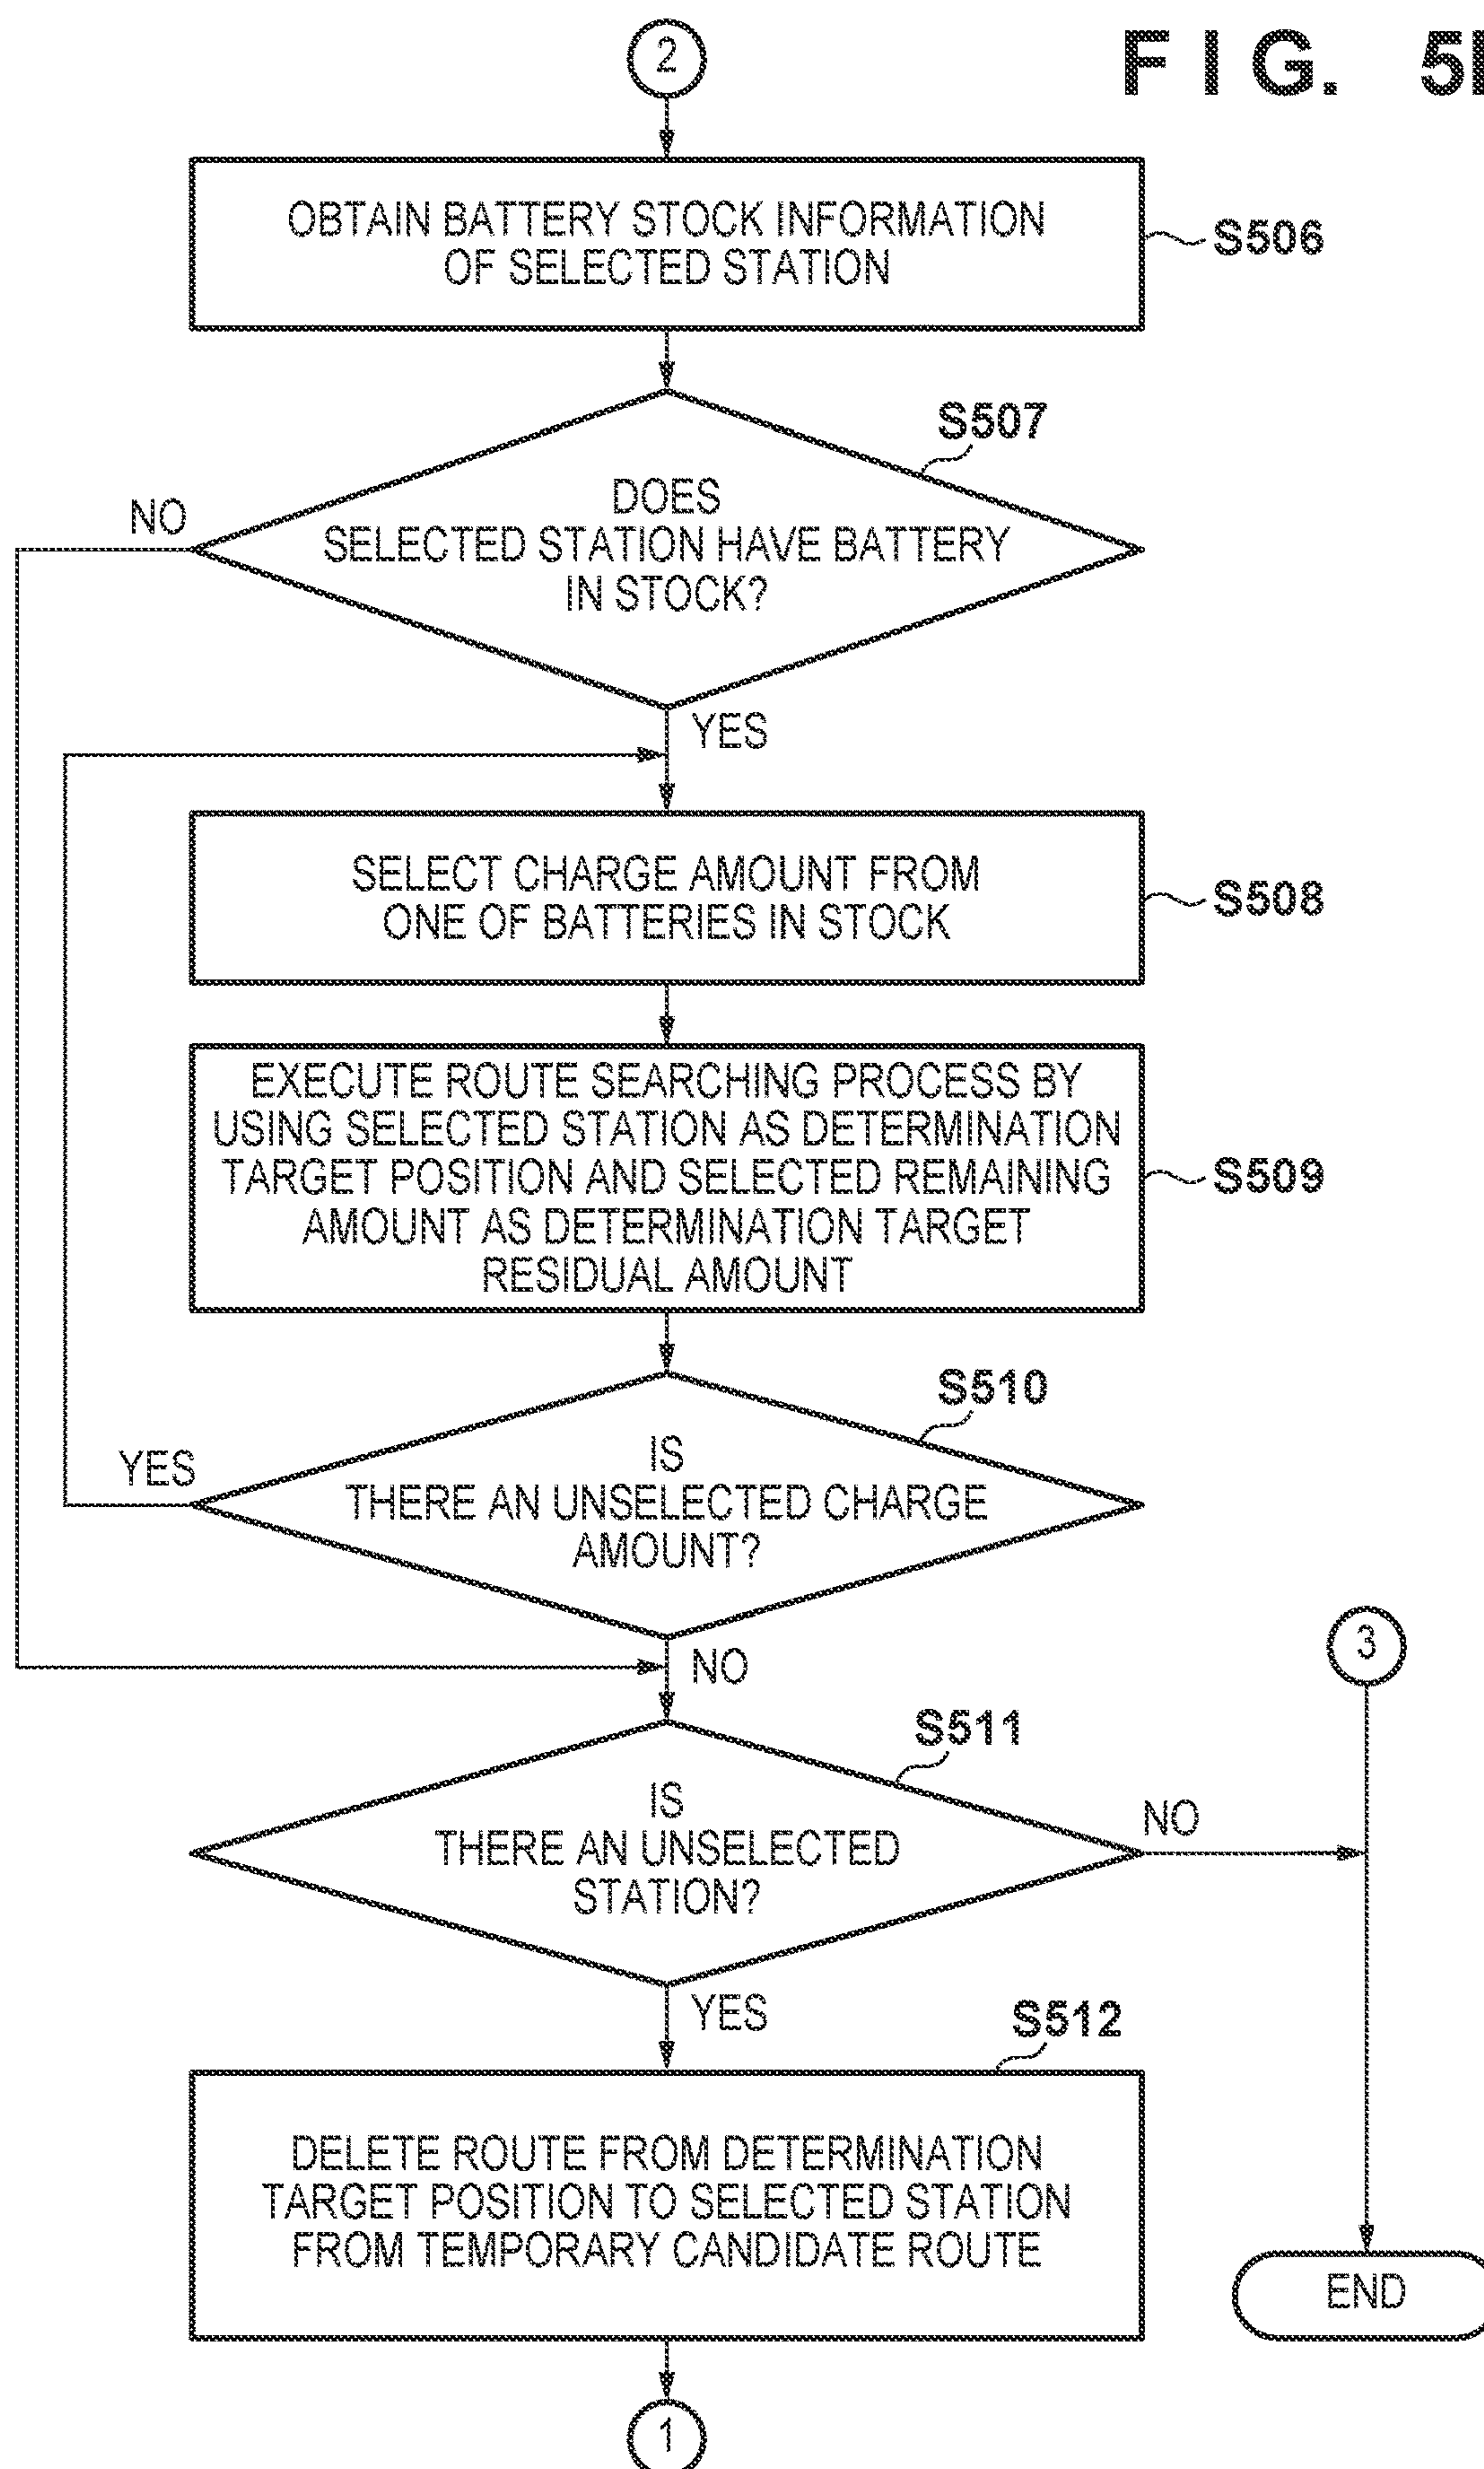 2
FIG. 5
OBTAIN BATTERY STOCK INFORMATION
OF SELECTED STATION
S506
S507
DOES
SELECTED STATION HAVE BATTERY
IN STOCK?
NO
YES
SELECT CHARGE AMOUNT FROM
ONE OF BATTERIES IN STOCK
S508
EXECUTE ROUTE SEARCHING PROCESS BY
USING SELECTED STATION AS DETERMINATION
TARGET POSITION AND SELECTED REMAINING
AMOUNT AS DETERMINATION TARGET
RESIDUAL AMOUNT
S509
S510
IS
THERE AN UNSELECTED CHARGE
AMOUNT?
YES
NO
3
S511
IS
THERE AN UNSELECTED
STATION?
NO
YES
S512
DELETE ROUTE FROM DETERMINATION
TARGET POSITION TO SELECTED STATION
FROM TEMPORARY CANDIDATE ROUTE
END
1